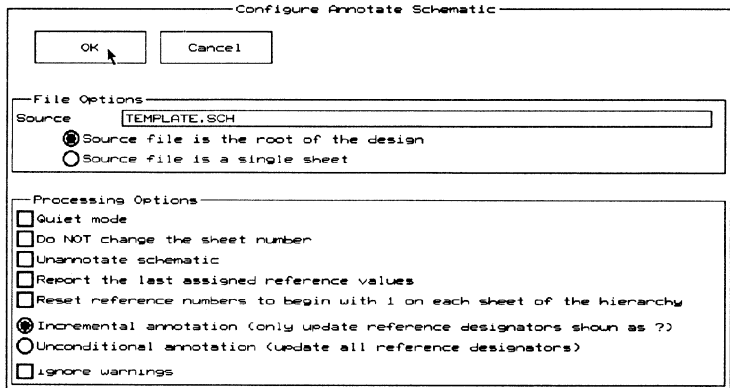 Configure Annotate Schematic
OK Cancel
File Options
Source TEMPLATE.SCH
Source file is the root of the design
Source file is a single sheet
Processing Options
Quiet mode
Do NOT change the sheet number
Unannotate schematic
Report the last assigned reference values
Reset reference numbers to begin with 1 on each sheet of the hierarchy
Incremental annotation (only update reference designators shown as ?)
Unconditional annotation (update all reference designators)
Ignore warnings